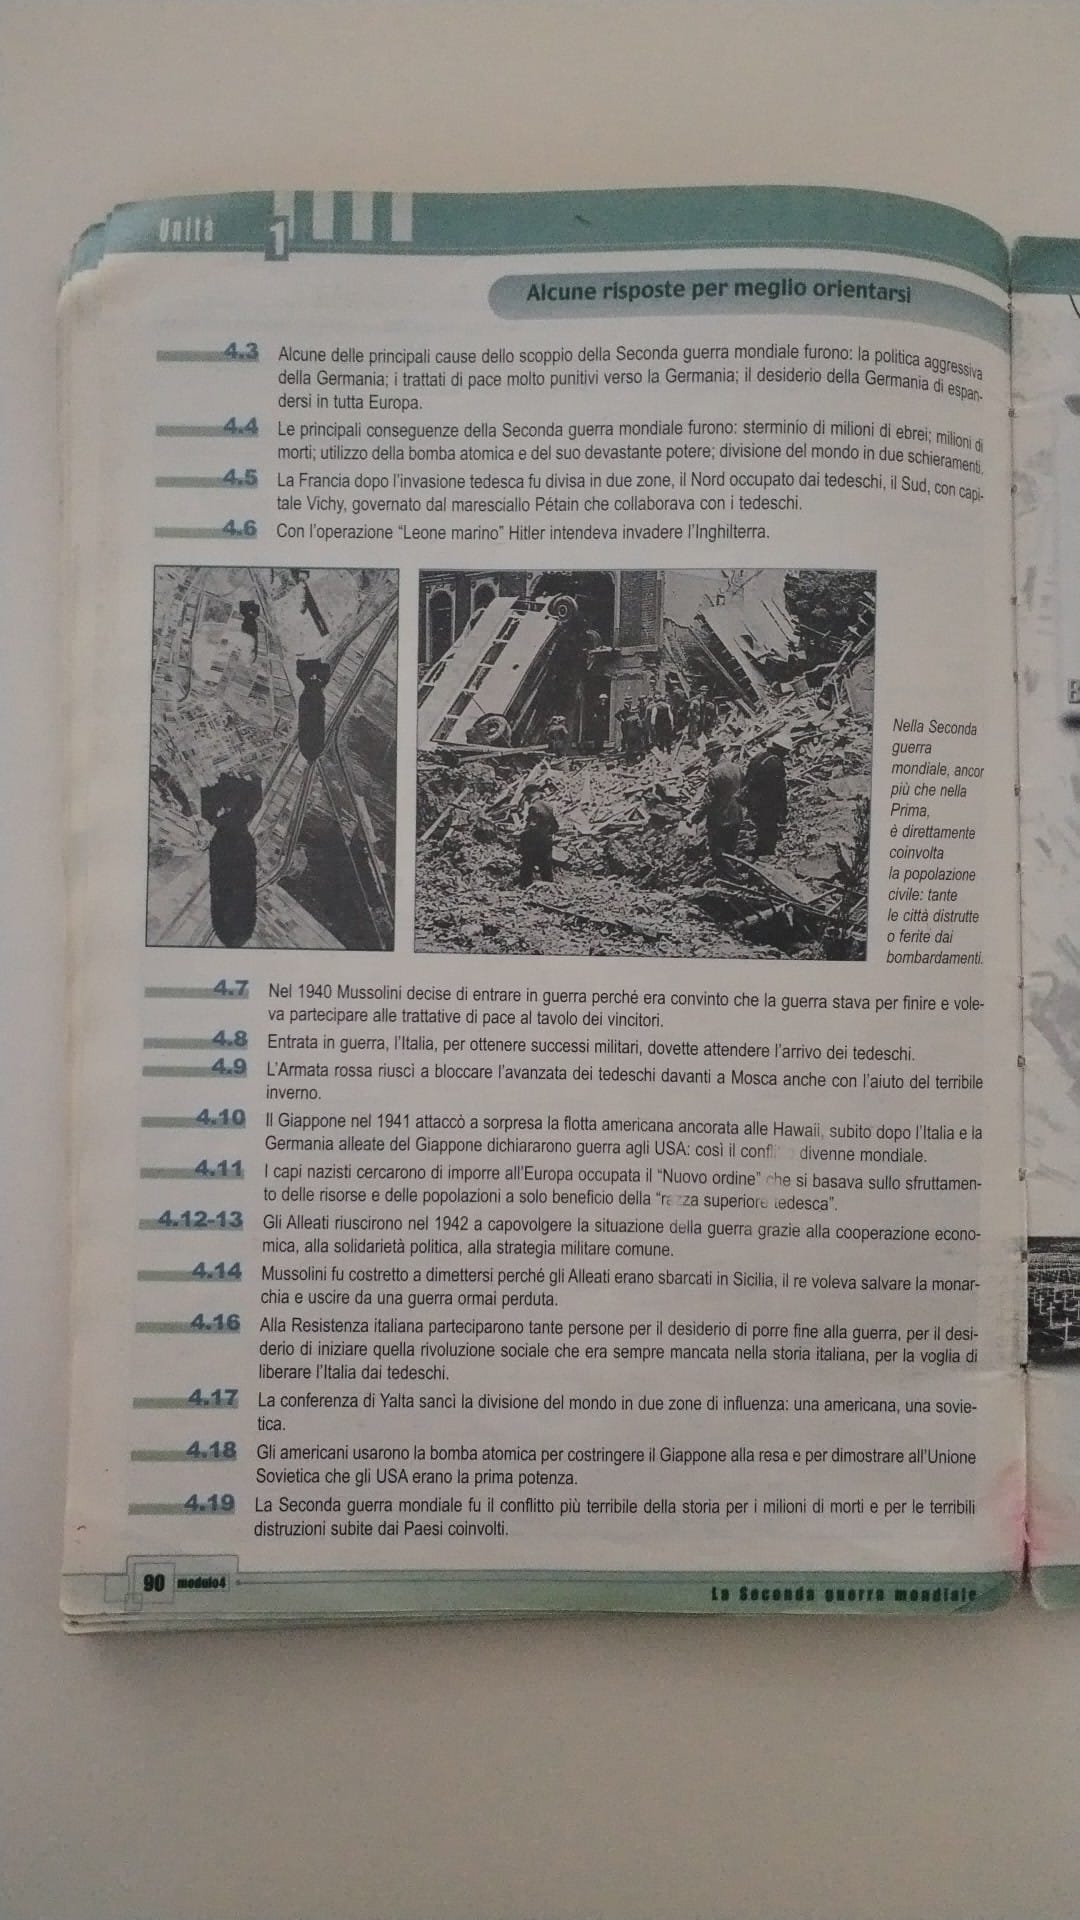 Unità 1
Alcune risposte per meglio orientarsi
4.3 Alcune delle principali cause dello scoppio della Seconda guerra mondiale furono: la politica aggressiva
della Germania; i trattati di pace molto punitivi verso la Germania; il desiderio della Germania di espan-
dersi in tutta Europa.
4.4 Le principali conseguenze della Seconda guerra mondiale furono: sterminio di milioni di ebrei; milioni di
morti; utilizzo della bomba atomica e del suo devastante potere; divisione del mondo in due schieramenti.
4.5 La Francia dopo l'invasione tedesca fu divisa in due zone, il Nord occupato dai tedeschi, il Sud, con capi-
tale Vichy, governato dal maresciallo Pétain che collaborava con i tedeschi.
4.6 Con l'operazione "Leone marino" Hitler intendeva invadere l'Inghilterra.
Nella Seconda
guerra
mondiale, ancor
più che nella
Prima,
è direttamente
coinvolta
la popolazione
civile: tante
le città distrutte
o ferite dai
bombardamenti.
4.7 Nel 1940 Mussolini decise di entrare in guerra perché era convinto che la guerra stava per finire e vole-
va partecipare alle trattative di pace al tavolo dei vincitori.
4.8 Entrata in guerra, l'Italia, per ottenere successi militari, dovette attendere l'arrivo dei tedeschi.
4.9 L'Armata rossa riuscì a bloccare l'avanzata dei tedeschi davanti a Mosca anche con l'aiuto del terribile
inverno.
4.10 Il Giappone nel 1941 attaccò a sorpresa la flotta americana ancorata alle Hawaii, subito dopo l'Italia e la
Germania alleate del Giappone dichiararono guerra agli USA: così il divenne mondiale.
4.11 I capi nazisti cercarono di imporre all'Europa occupata il "Nuovo ordine" che si basava sullo sfruttamen-
to delle risorse e delle popolazioni a solo beneficio della "razza superiore tedesca".
4.12-13 Gli Alleati riuscirono nel 1942 a capovolgere la situazione della guerra grazie alla cooperazione econo-
mica, alla solidarietà politica, alla strategia militare comune.
4.14 Mussolini fu costretto a dimettersi perché gli Alleati erano sbarcati in Sicilia, il re voleva salvare la monar-
chia e uscire da una guerra ormai perduta.
4.16 Alla Resistenza italiana parteciparono tante persone per il desiderio di porre fine alla guerra, per il desi-
derio di iniziare quella rivoluzione sociale che era sempre mancata nella storia italiana, per la voglia di
liberare l'Italia dai tedeschi.
4.17 La conferenza di Yalta sancì la divisione del mondo in due zone di influenza: una americana, una sovie-
tica.
4.18 Gli americani usarono la bomba atomica per costringere il Giappone alla resa e per dimostrare all'Unione
Sovietica che gli USA erano la prima potenza.
4.19 La Seconda guerra mondiale fu il conflitto più terribile della storia per i milioni di morti e per le terribili
distruzioni subite dai Paesi coinvolti.
90 modulo4
La Seconda guerra mondiale